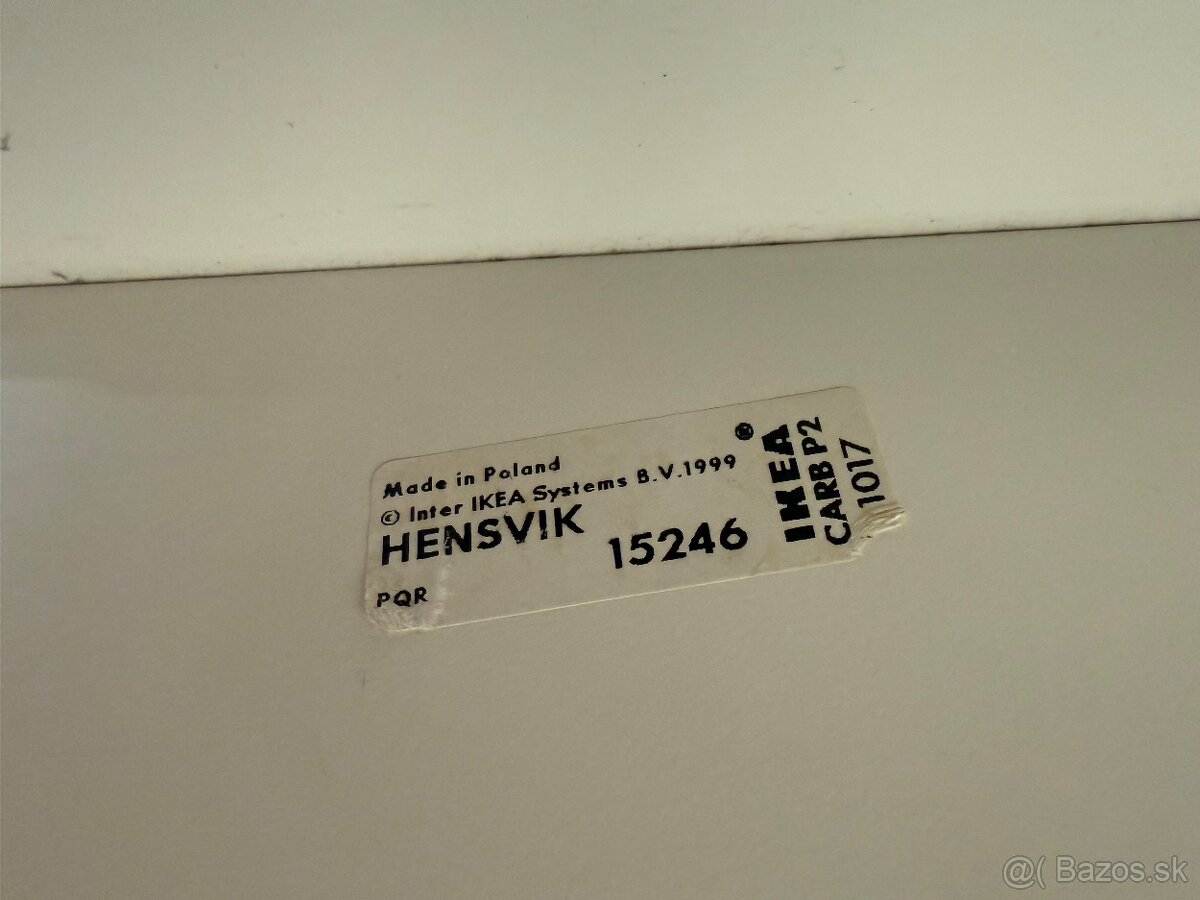 Made in Poland
© Inter IKEA Systems B.V.1999
HENSVIK
15246
PQR
® IKEA
CARB P2
1017
@( Bazos.sk